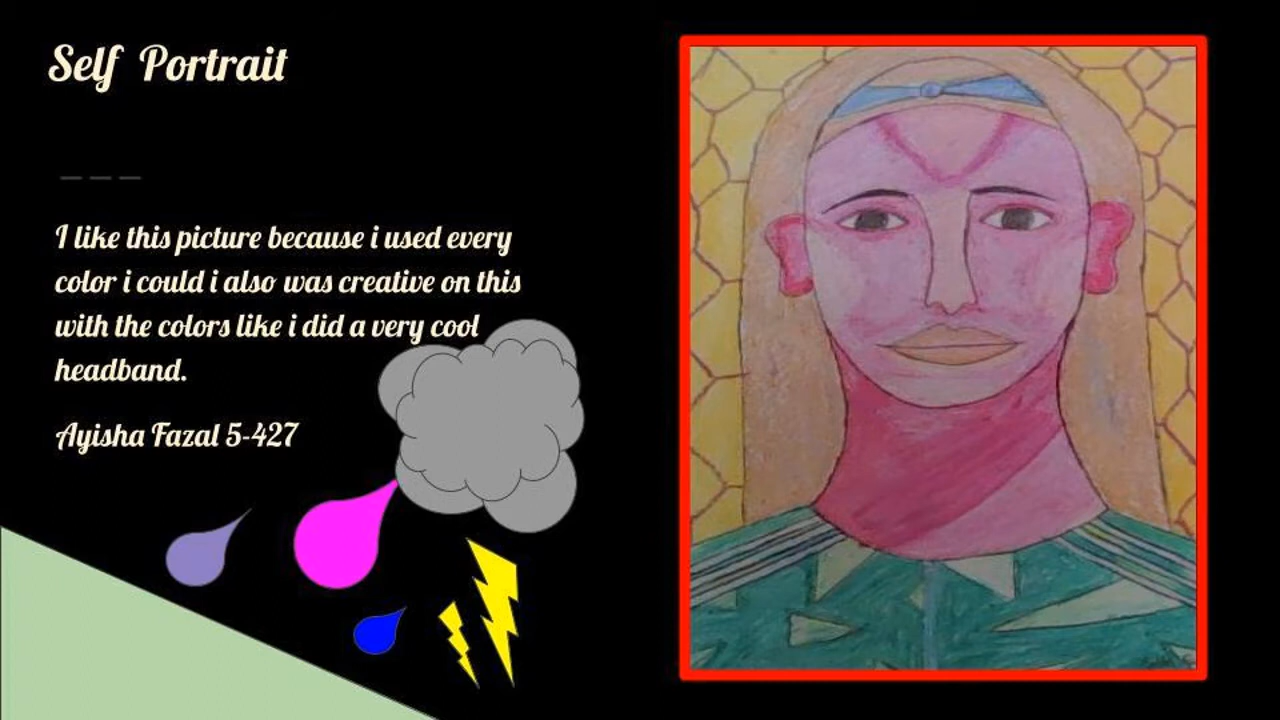 Self Portrait
I like this picture because i used every
color i could i also was creative on this
with the colors like i did a very cool
headband.
Ayisha Fazal 5-427